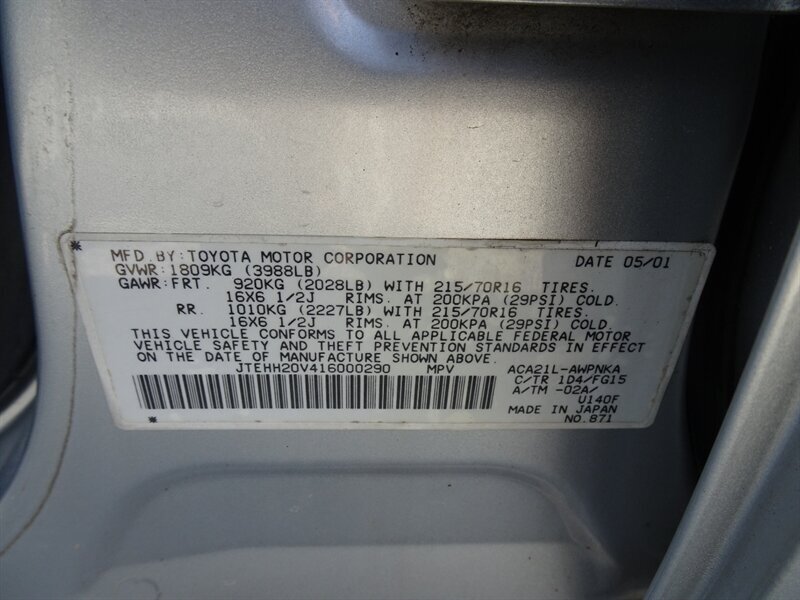 MFD. BY: TOYOTA MOTOR CORPORATION DATE 05/01
GVWR: 1809KG (3988LB)
GAWR: FRT. 920KG (2028LB) WITH 215/70R16 TIRES.
16X6 1/2J RIMS. AT 200KPA (29PSI) COLD.
RR. 1010KG (2227LB) WITH 215/70R16 TIRES.
16X6 1/2J RIMS. AT 200KPA (29PSI) COLD.
THIS VEHICLE CONFORMS TO ALL APPLICABLE FEDERAL MOTOR
VEHICLE SAFETY AND THEFT PREVENTION STANDARDS IN EFFECT
ON THE DATE OF MANUFACTURE SHOWN ABOVE.
JTEHH20V416000290 MPV ACA21L-AWPNKA
C/TR 1D4/FG15
A/TM -02A/
U140F
MADE IN JAPAN
NO.871